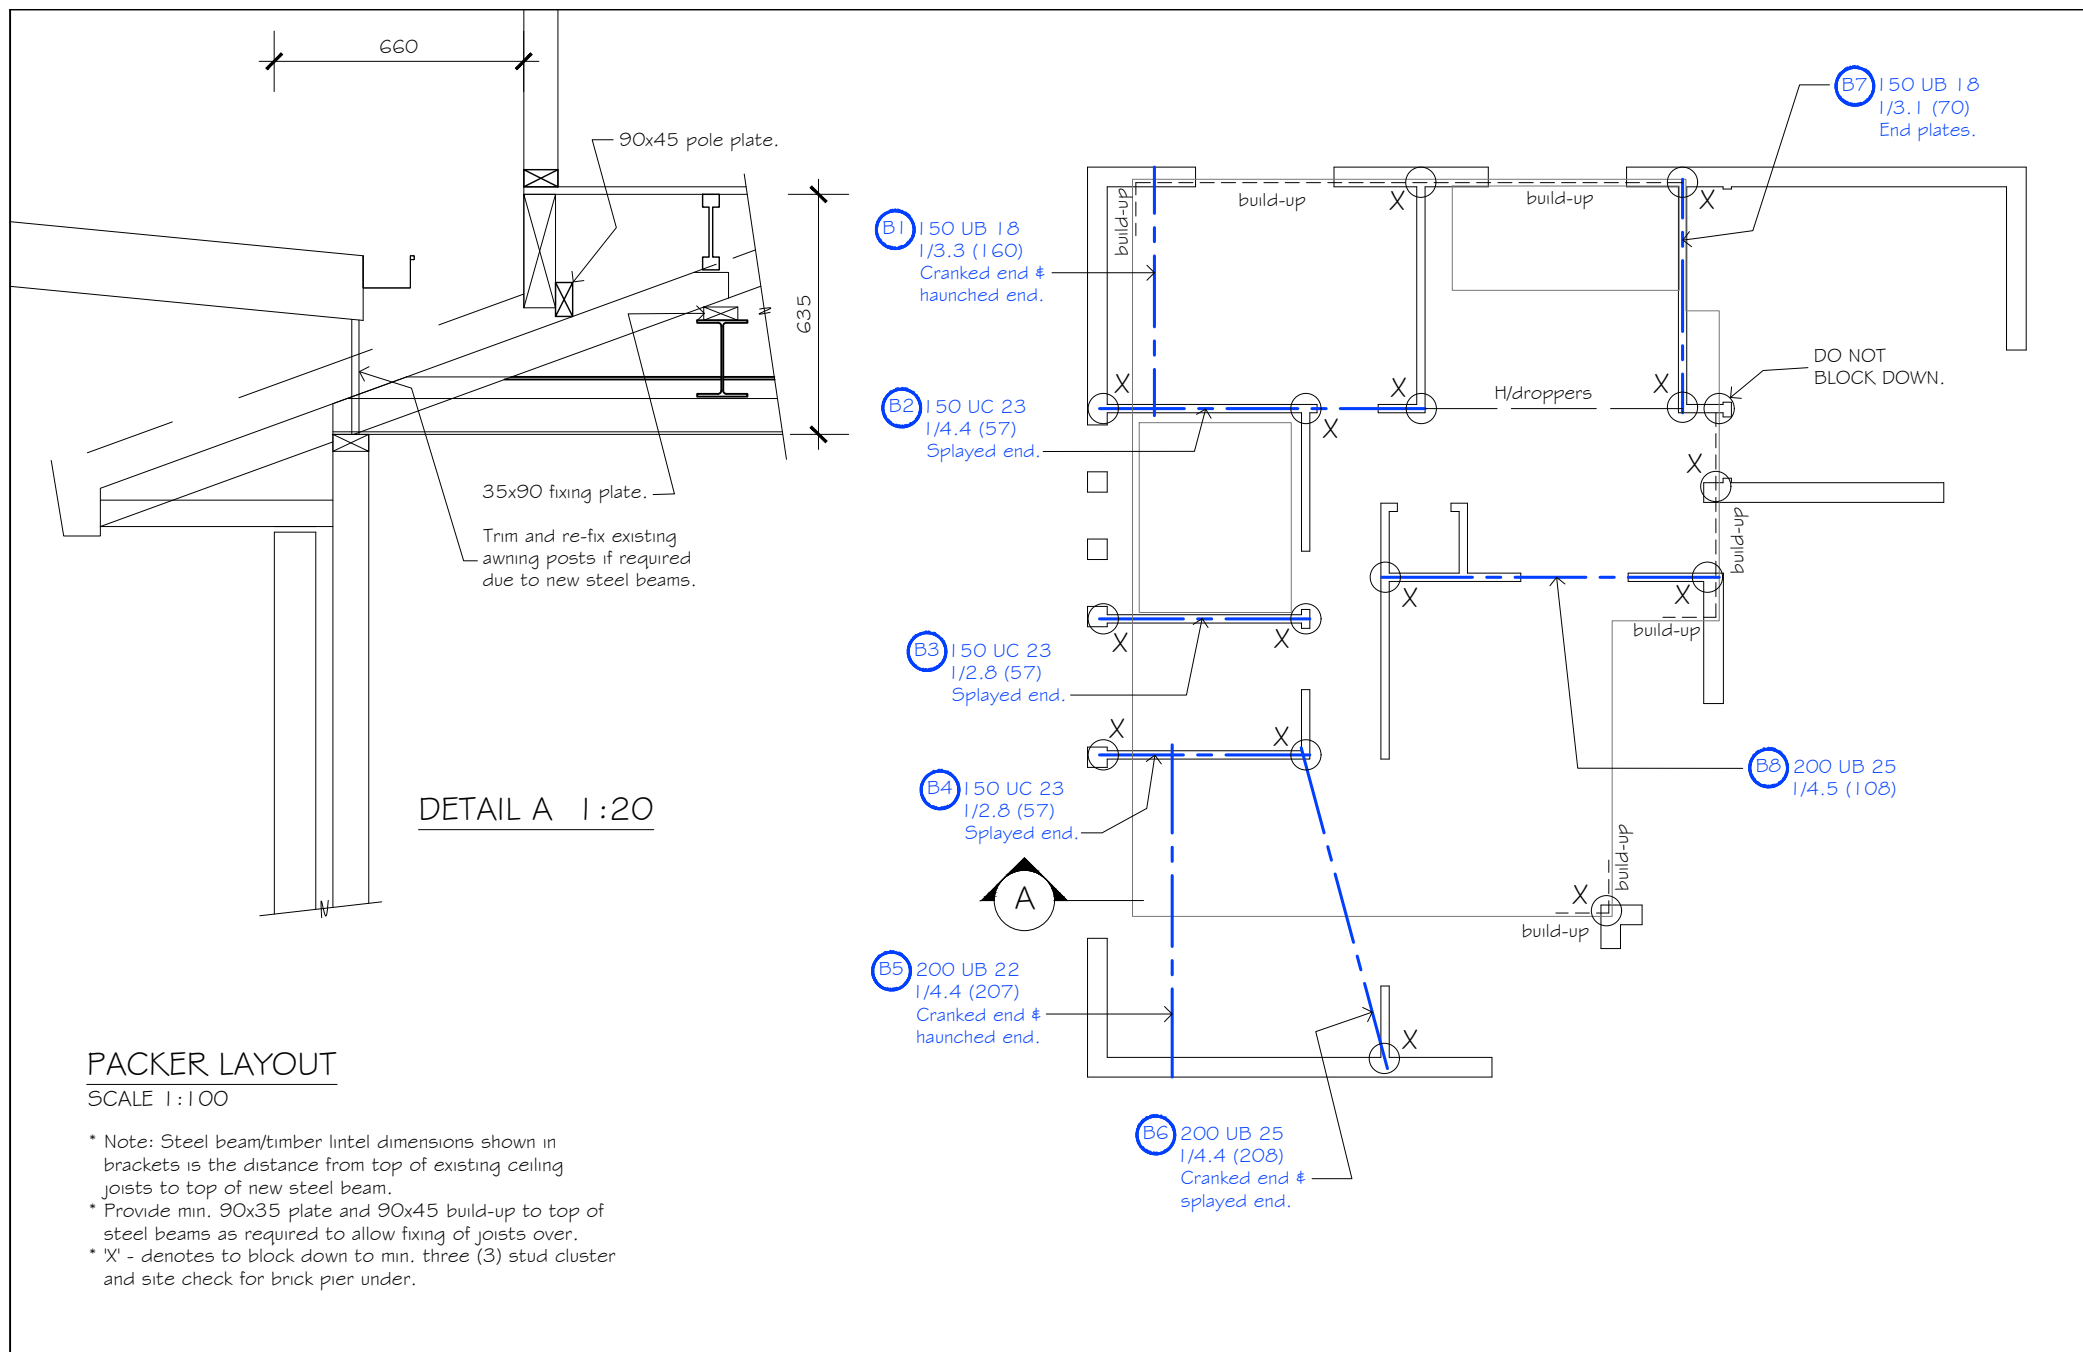 660
90x45 pole plate.
635
35x90 fixing plate.
Trim and re-fix existing
awning posts if required
due to new steel beams.
DETAIL A 1:20
PACKER LAYOUT
SCALE 1:100
* Note: Steel beam/timber lintel dimensions shown in
brackets is the distance from top of existing ceiling
joists to top of new steel beam.
* Provide min. 90x35 plate and 90x45 build-up to top of
steel beams as required to allow fixing of joists over.
* 'X' - denotes to block down to min. three (3) stud cluster
and site check for brick pier under.
B7 150 UB 18
1/3.1 (70)
End plates.
build-up
build-up
build-up
X
X
B1 150 UB 18
1/3.3 (160)
Cranked end &
haunched end.
DO NOT
BLOCK DOWN.
X
X
X
H/droppers
B2 150 UC 23
1/4.4 (57)
Splayed end.
X
X
build-up
X
X
build-up
B3 150 UC 23
1/2.8 (57)
Splayed end.
X
X
X
X
B4 150 UC 23
1/2.8 (57)
Splayed end.
B8 200 UB 25
1/4.5 (108)
build-up
A
X
build-up
B5 200 UB 22
1/4.4 (207)
Cranked end &
haunched end.
X
B6 200 UB 25
1/4.4 (208)
Cranked end &
splayed end.